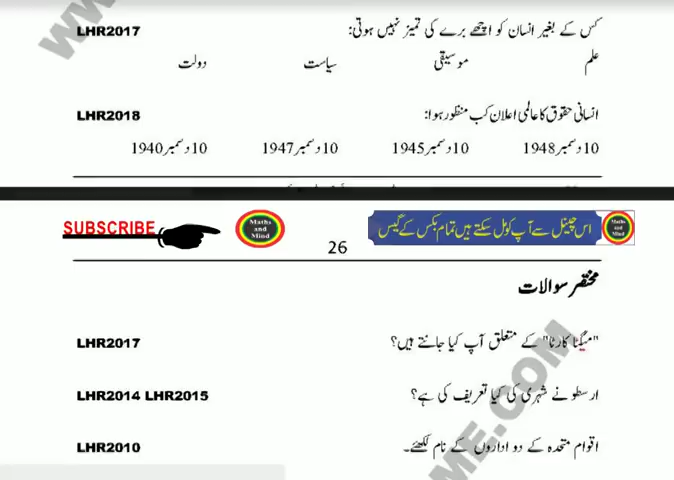 کس کے بغیر انسان کو اچھے برے کی تمیز نہیں ہوتی: LHR2017
علم موسیقی سیاست دولت
انسانی حقوق کا عالمی اعلان کب منظور ہوا: LHR2018
10 دسمبر 1948 10 دسمبر 1945 10 دسمبر 1947 10 دسمبر 1940
اس چینل سے آپ کو مل سکتے ہیں تمام بکس کے گیس
Maths and Mind
Maths and Mind
SUBSCRIBE
26
مختصر سوالات
"میگنا کارٹا" کے متعلق آپ کیا جانتے ہیں؟ LHR2017
ارسطو نے شہری کی کیا تعریف کی ہے؟ LHR2014 LHR2015
اقوام متحدہ کے دو اداروں کے نام لکھئے۔ LHR2010
ME.COM